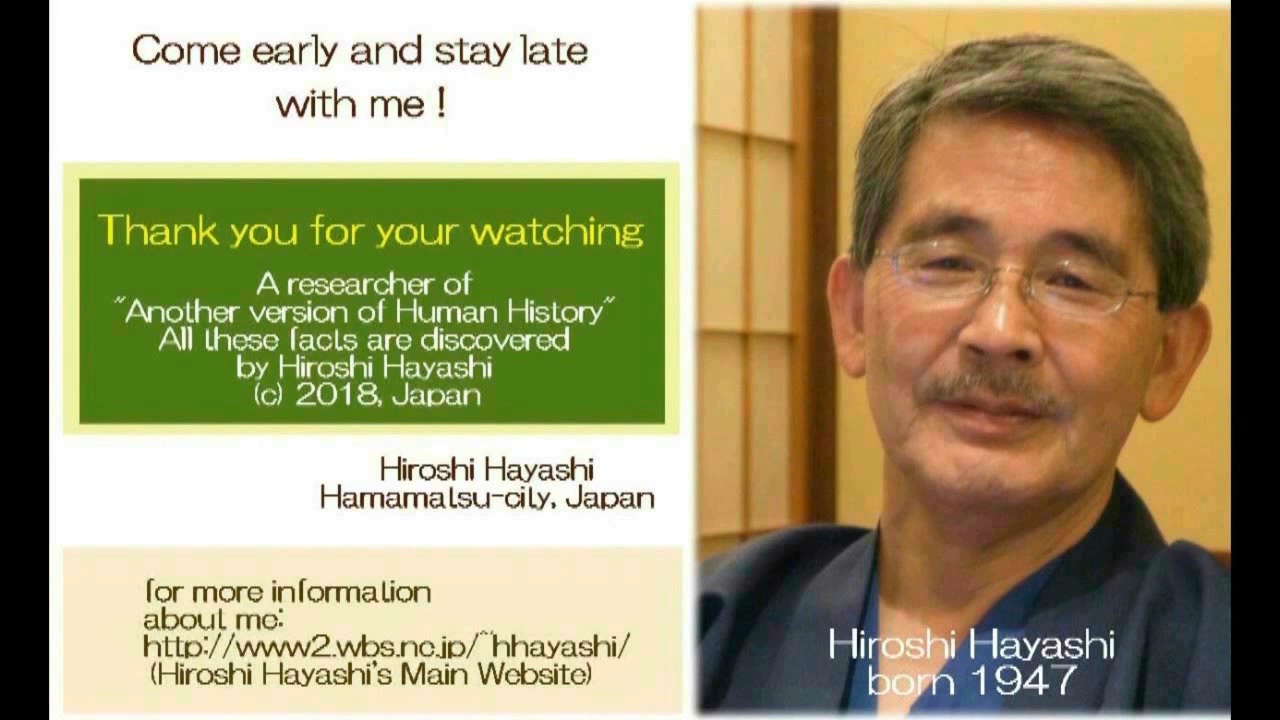 Come early and stay late
with me !
Thank you for your watching
A researcher of
"Another version of Human History"
All these facts are discovered
by Hiroshi Hayashi
(c) 2018, Japan
Hiroshi Hayashi
Hamamatsu-city, Japan
for more information
about me:
http://www2.wbs.ne.jp/~hhayashi/
(Hiroshi Hayashi's Main Website)
Hiroshi Hayashi
born 1947